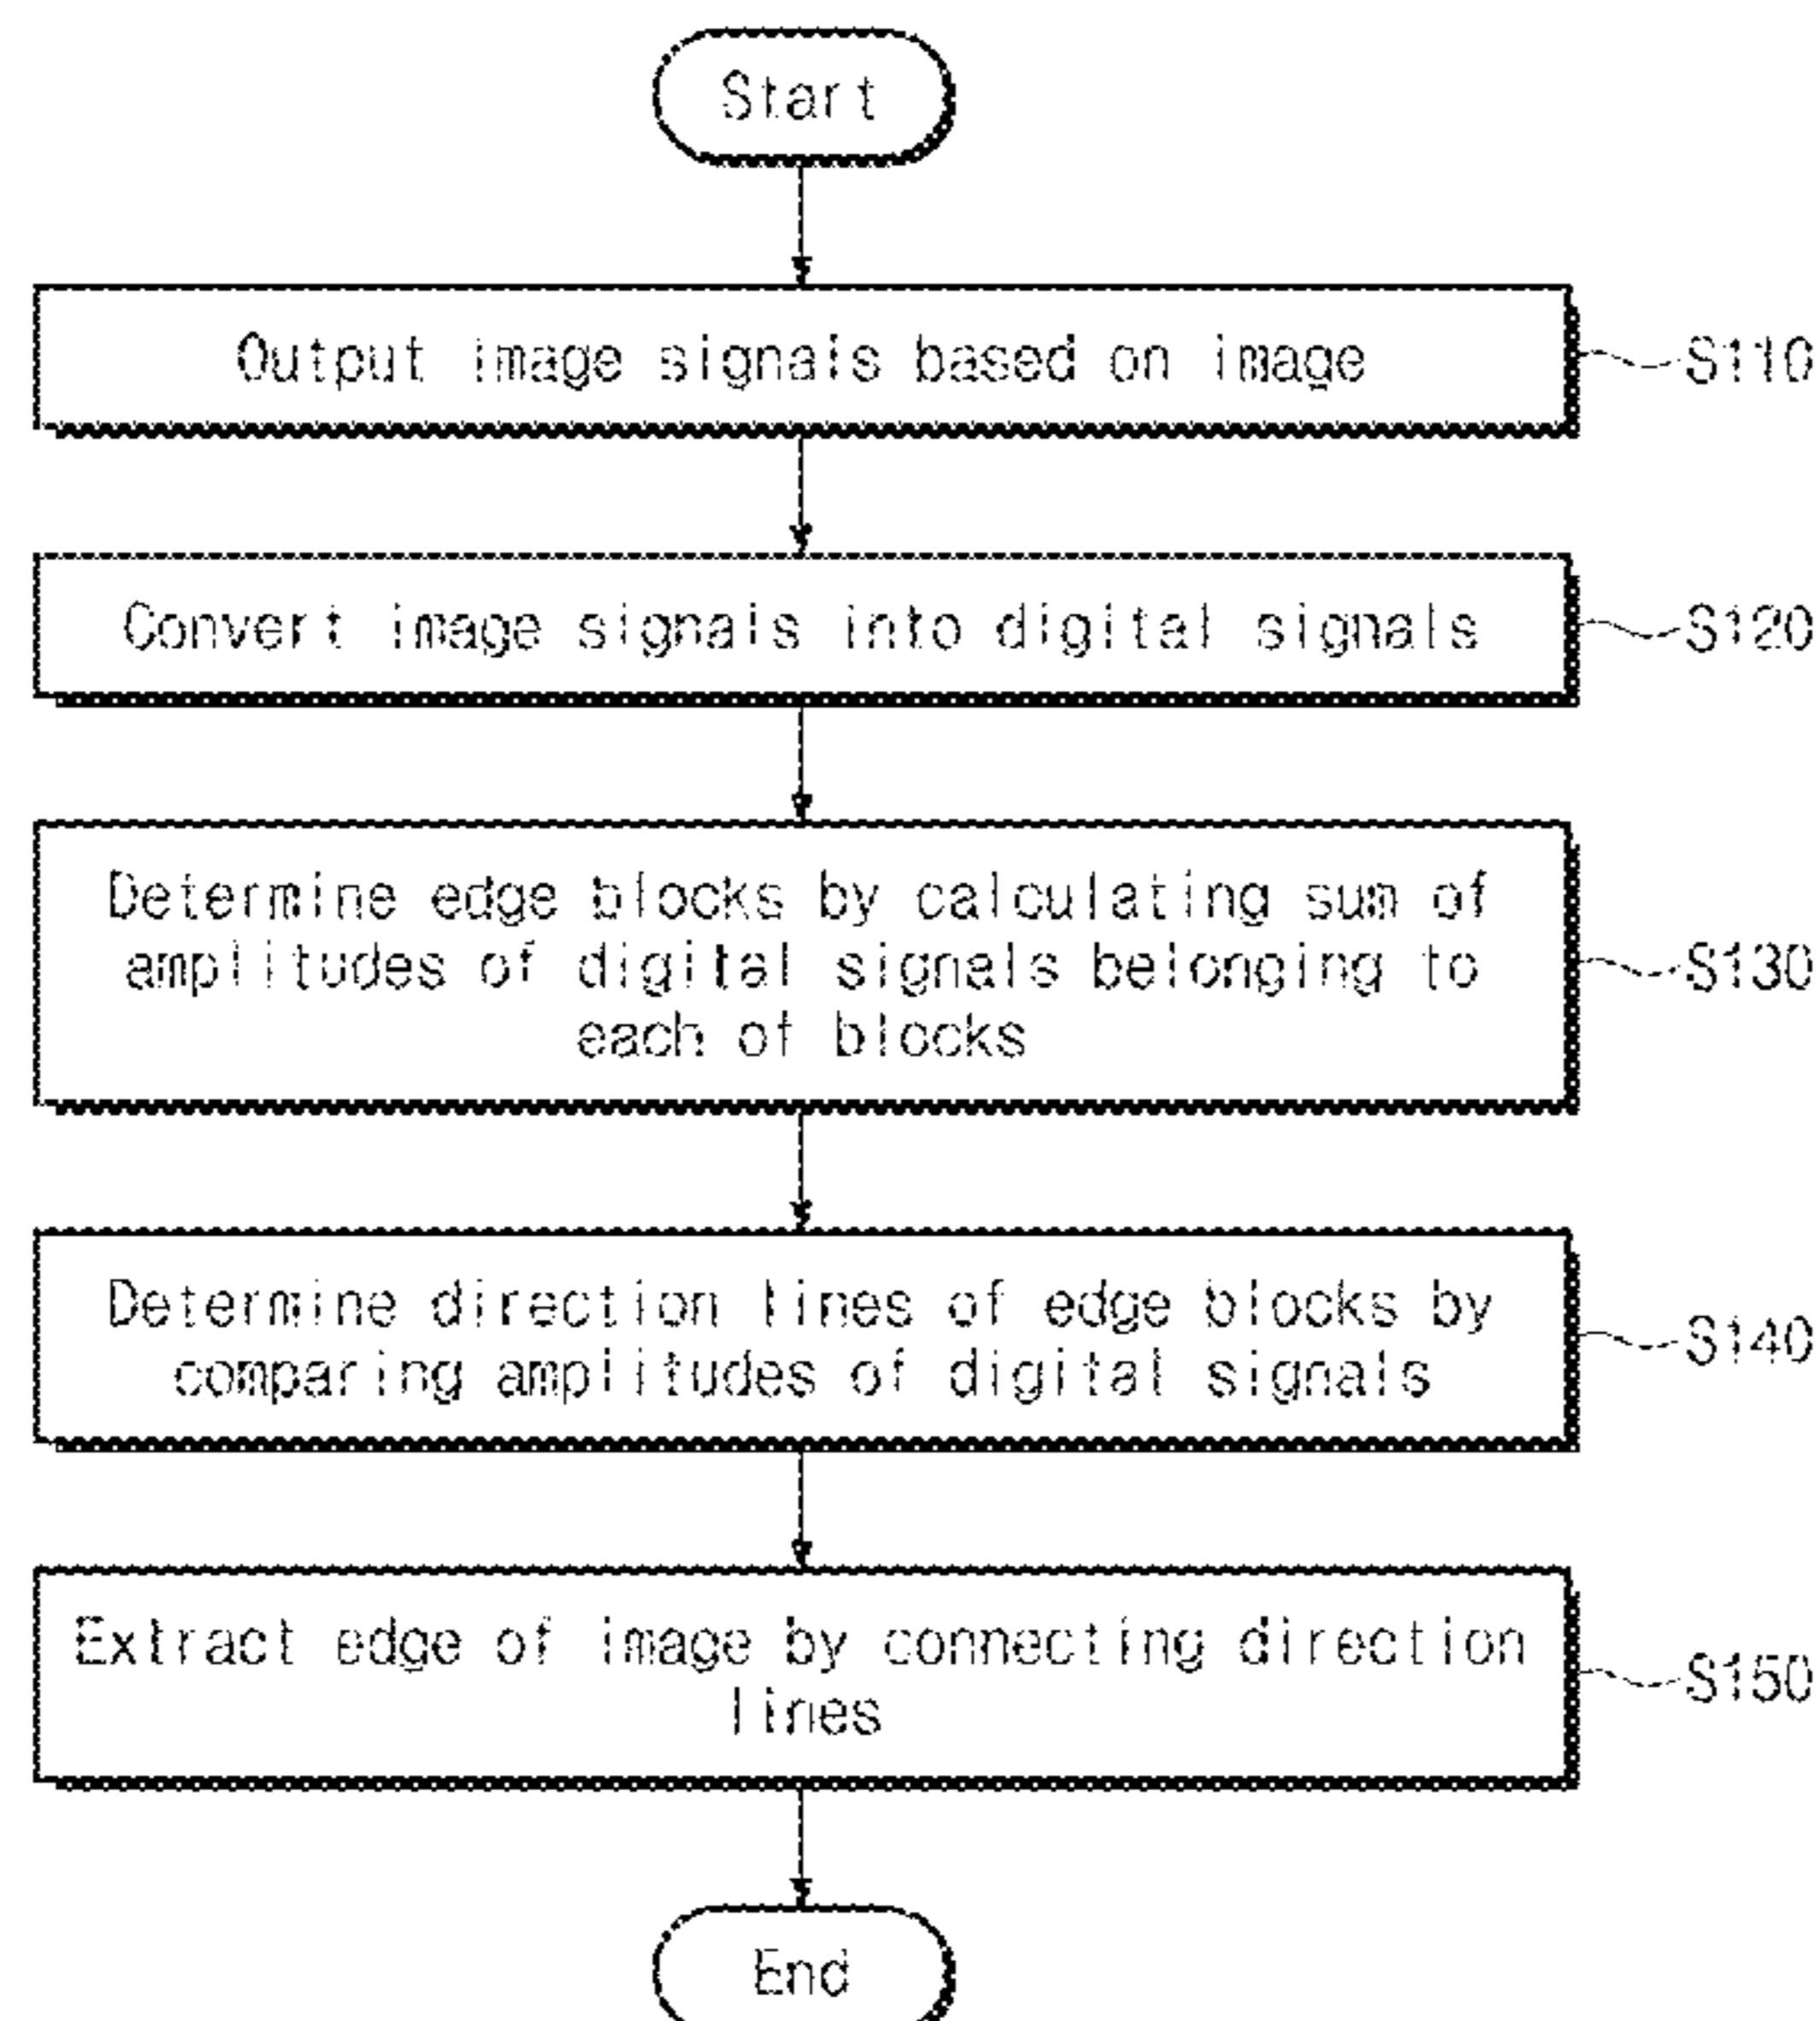 Start
Output image signals based on image
S110
Convert image signals into digital signals
S120
Determine edge blocks by calculating sum of
amplitudes of digital signals belonging to
each of blocks
S130
Determine direction lines of edge blocks by
comparing amplitudes of digital signals
S140
Extract edge of image by connecting direction
lines
S150
End